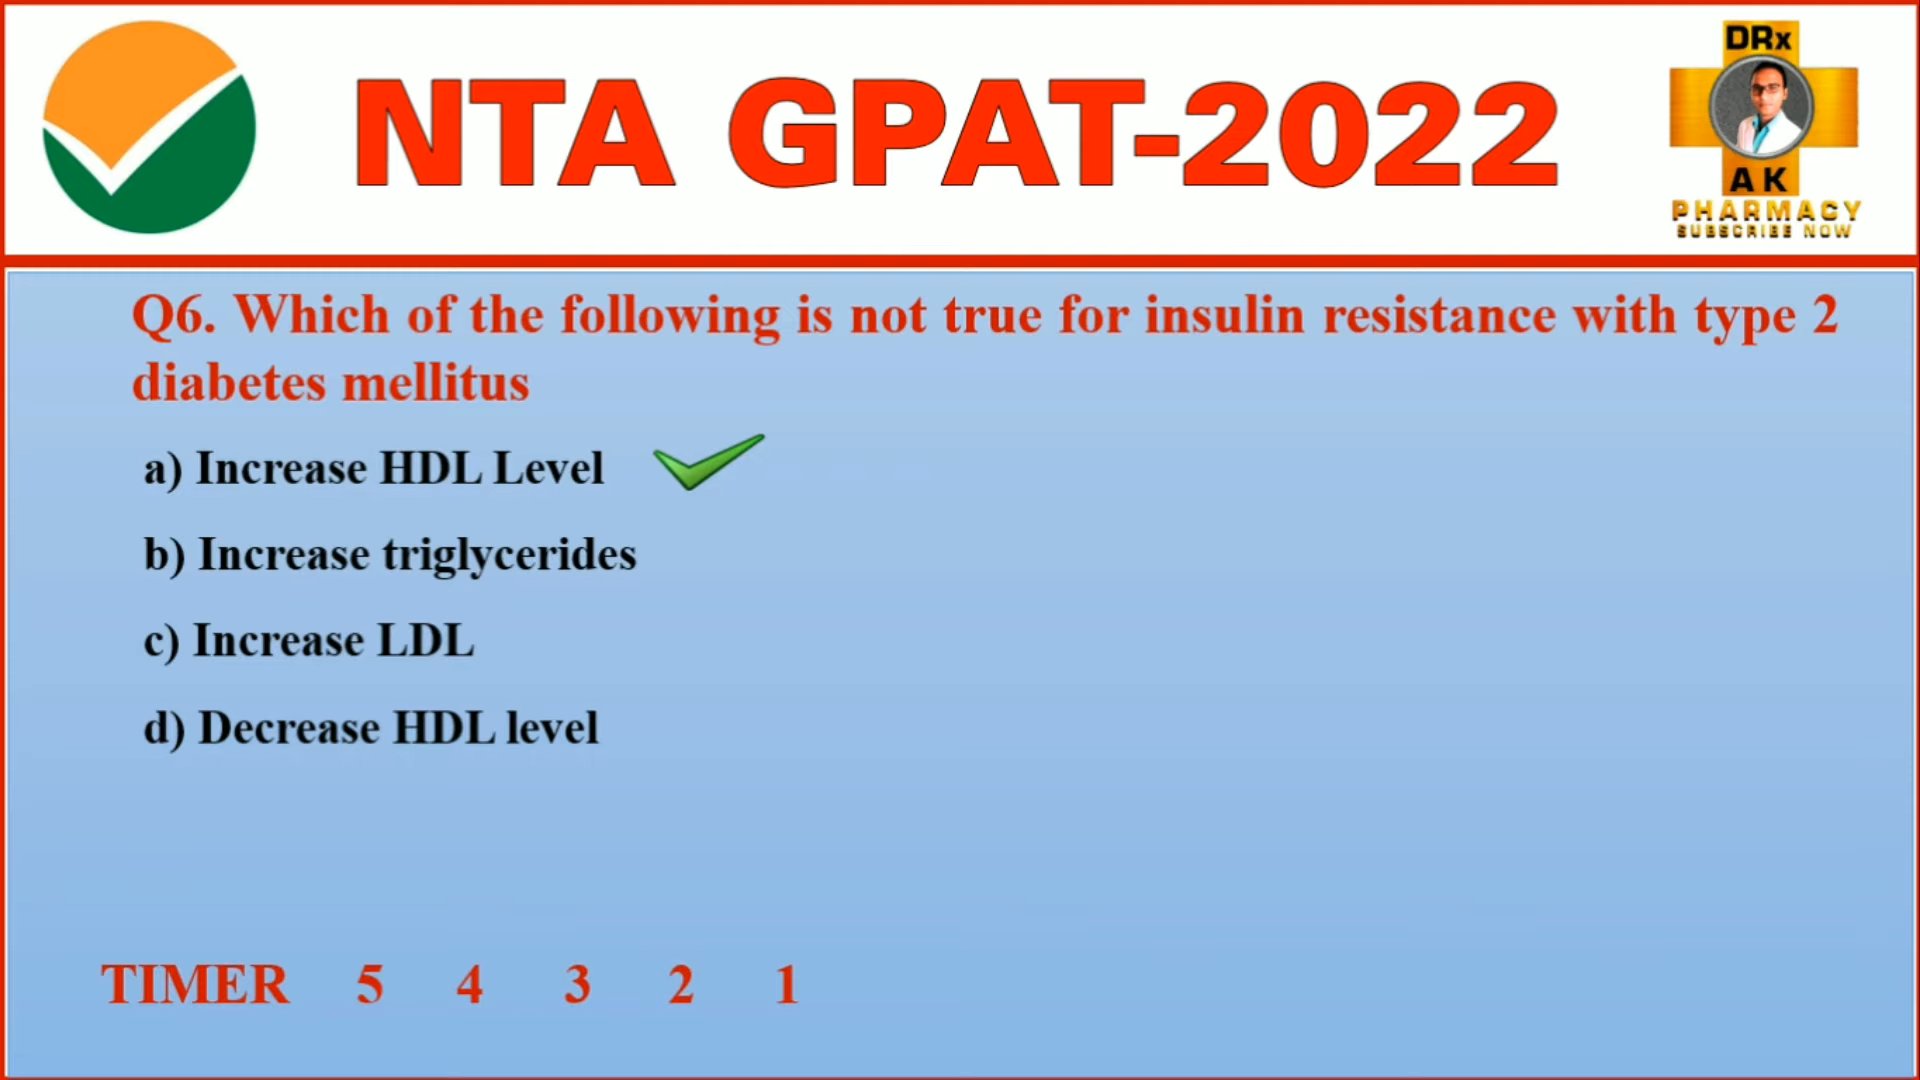 NTA GPAT-2022
DRx
A K
PHARMACY
SUBSCRIBE NOW
Q6. Which of the following is not true for insulin resistance with type 2
diabetes mellitus
a) Increase HDL Level
b) Increase triglycerides
c) Increase LDL
d) Decrease HDL level
TIMER 5 4 3 2 1